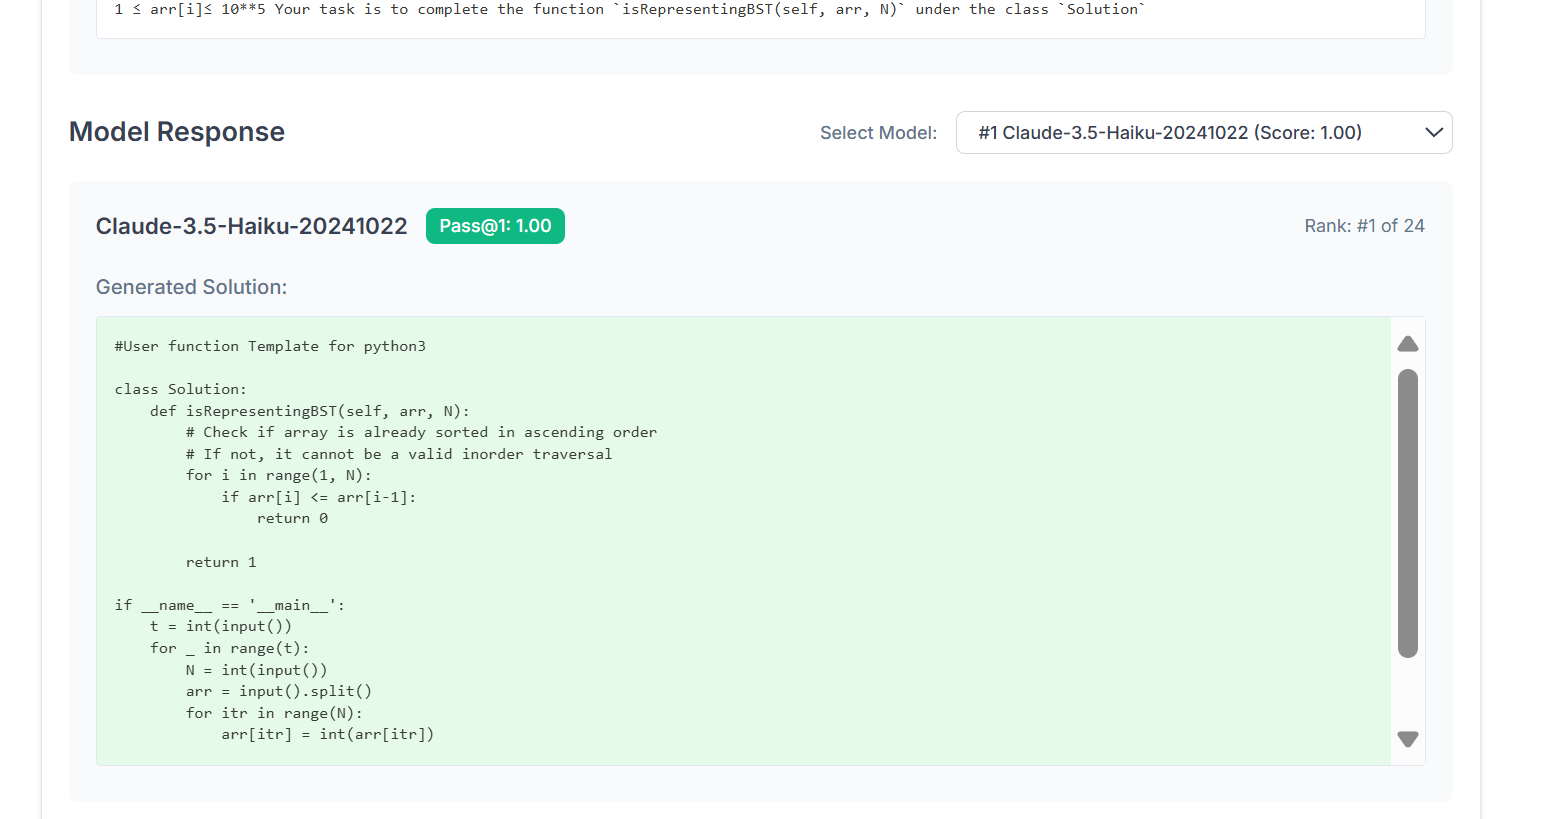 1 ≤ arr[i]≤ 10**5 Your task is to complete the function `isRepresentingBST(self, arr, N)` under the class `Solution`
Model Response
Select Model:
#1 Claude-3.5-Haiku-20241022 (Score: 1.00)
Claude-3.5-Haiku-20241022
Pass@1: 1.00
Rank: #1 of 24
Generated Solution:
#User function Template for python3
class Solution:
    def isRepresentingBST(self, arr, N):
        # Check if array is already sorted in ascending order
        # If not, it cannot be a valid inorder traversal
        for i in range(1, N):
            if arr[i] <= arr[i-1]:
                return 0
        return 1
if __name__ == '__main__':
    t = int(input())
    for _ in range(t):
        N = int(input())
        arr = input().split()
        for itr in range(N):
            arr[itr] = int(arr[itr])